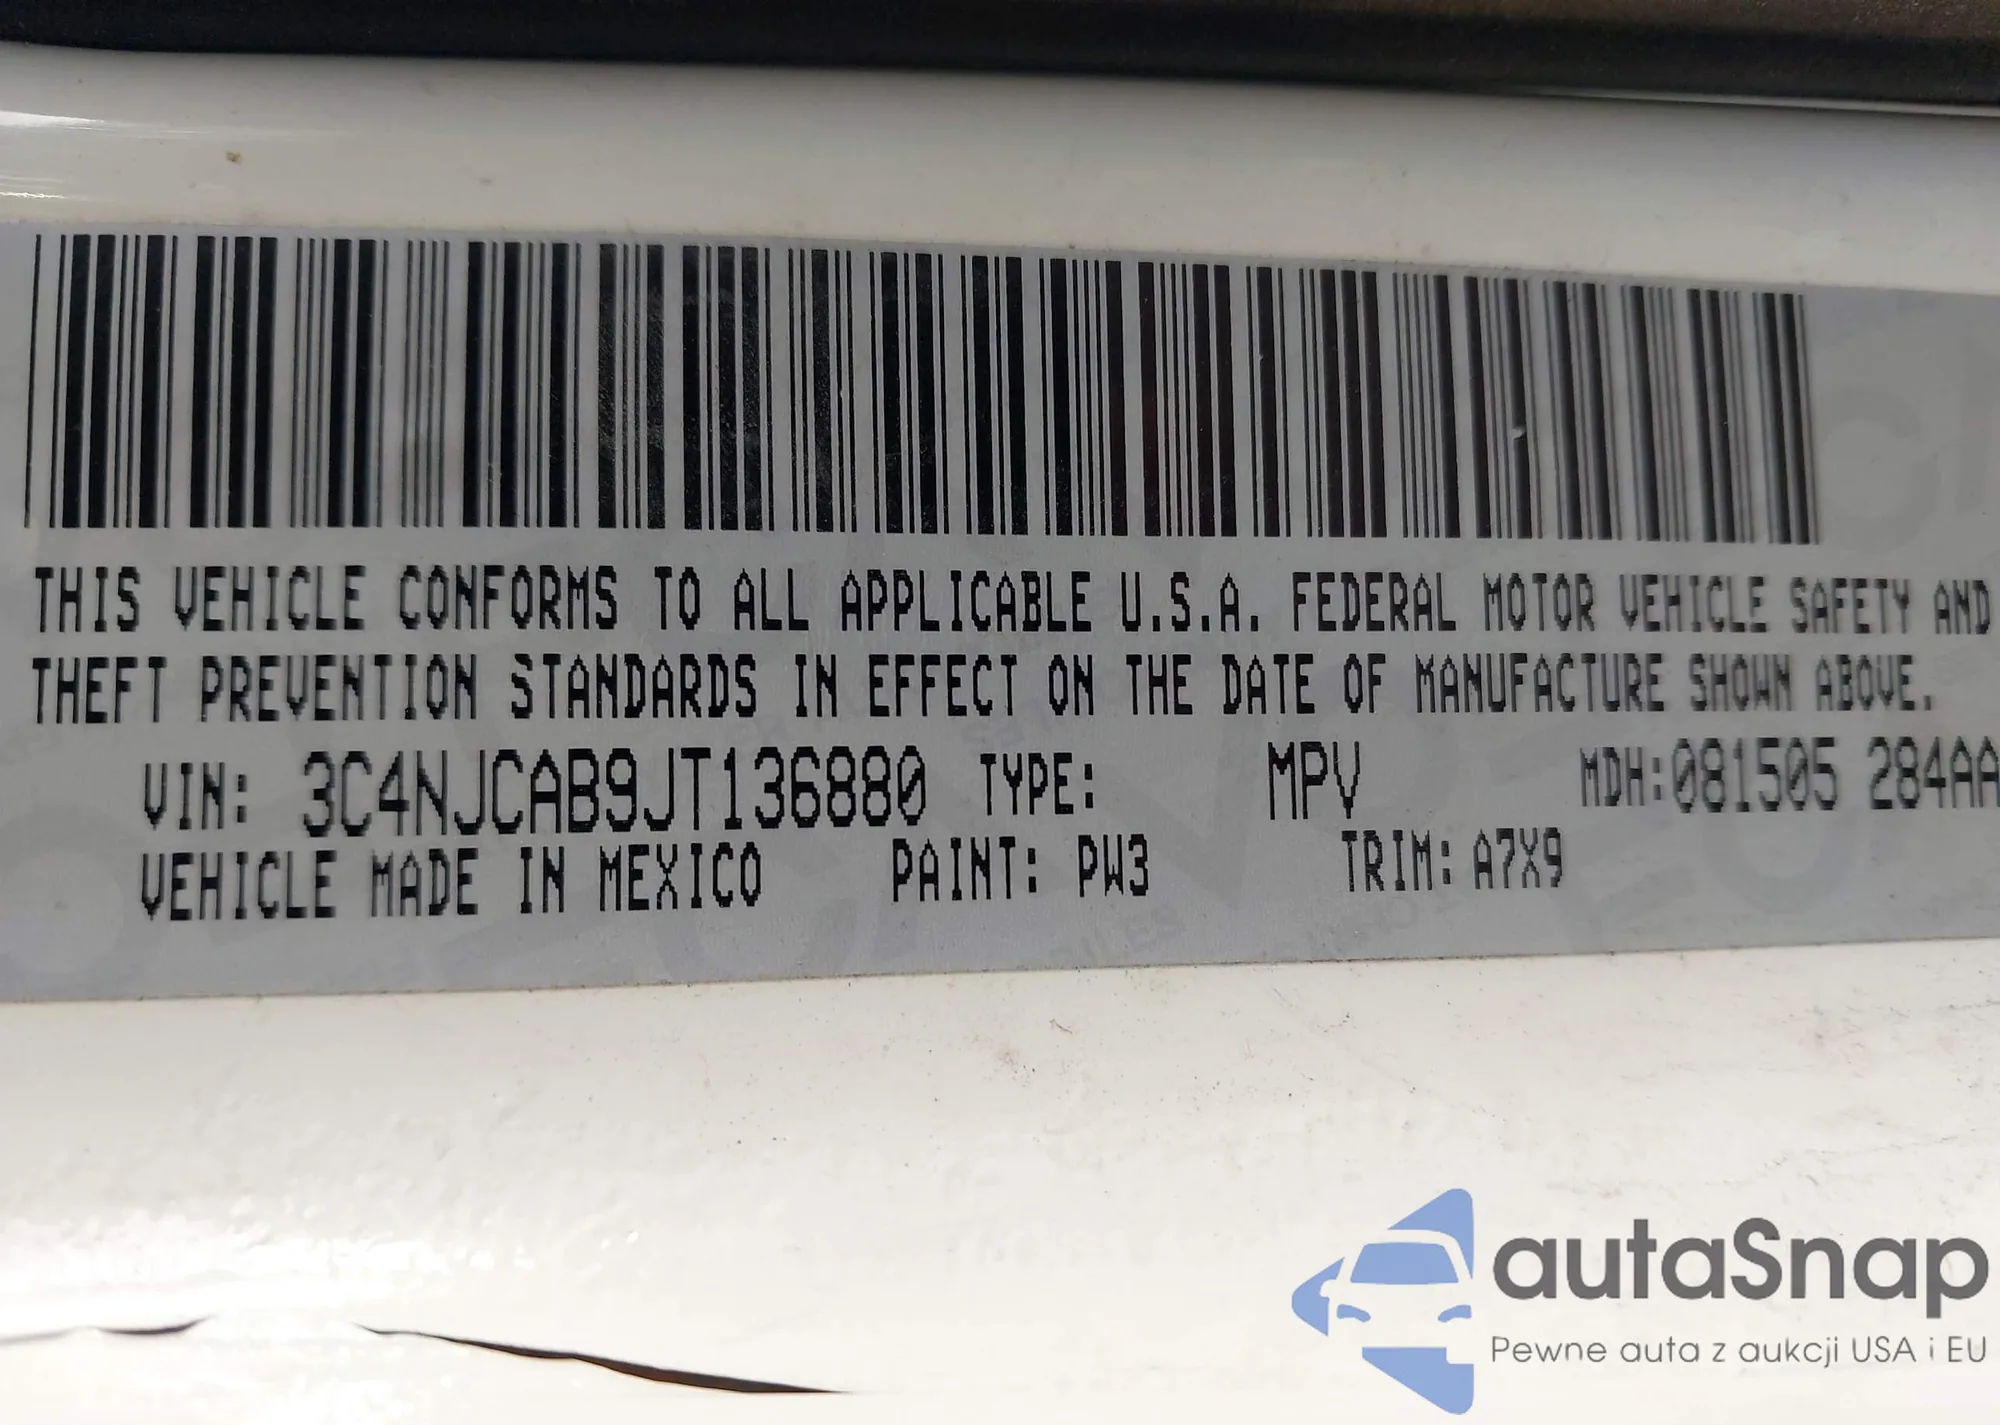 THIS VEHICLE CONFORMS TO ALL APPLICABLE U.S.A. FEDERAL MOTOR VEHICLE SAFETY AND
THEFT PREVENTION STANDARDS IN EFFECT ON THE DATE OF MANUFACTURE SHOWN ABOVE.
VIN: 3C4NJCAB9JT136880 TYPE: MPV MDH:081505 284AA
VEHICLE MADE IN MEXICO PAINT: PW3 TRIM: A7X9
autaSnap
Pewne auta z aukcji USA i EU